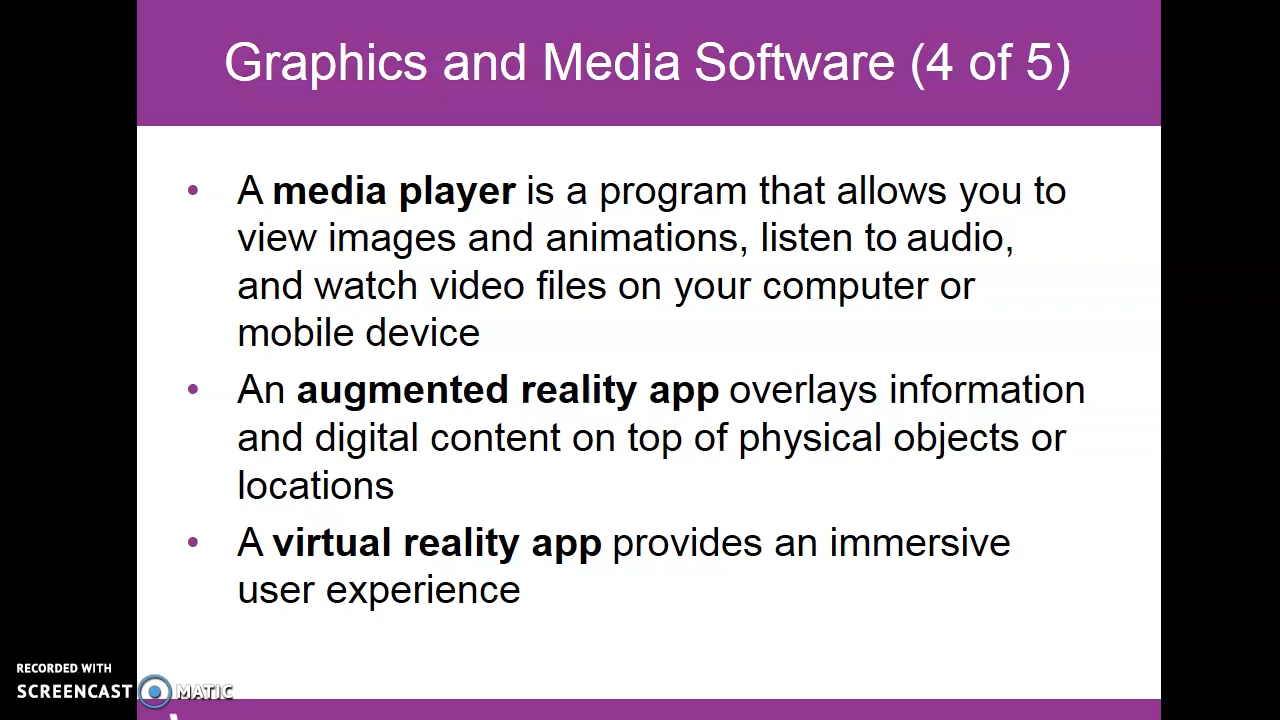 Graphics and Media Software (4 of 5)
• A media player is a program that allows you to
view images and animations, listen to audio,
and watch video files on your computer or
mobile device
• An augmented reality app overlays information
and digital content on top of physical objects or
locations
• A virtual reality app provides an immersive
user experience
RECORDED WITH
SCREENCAST MATIC